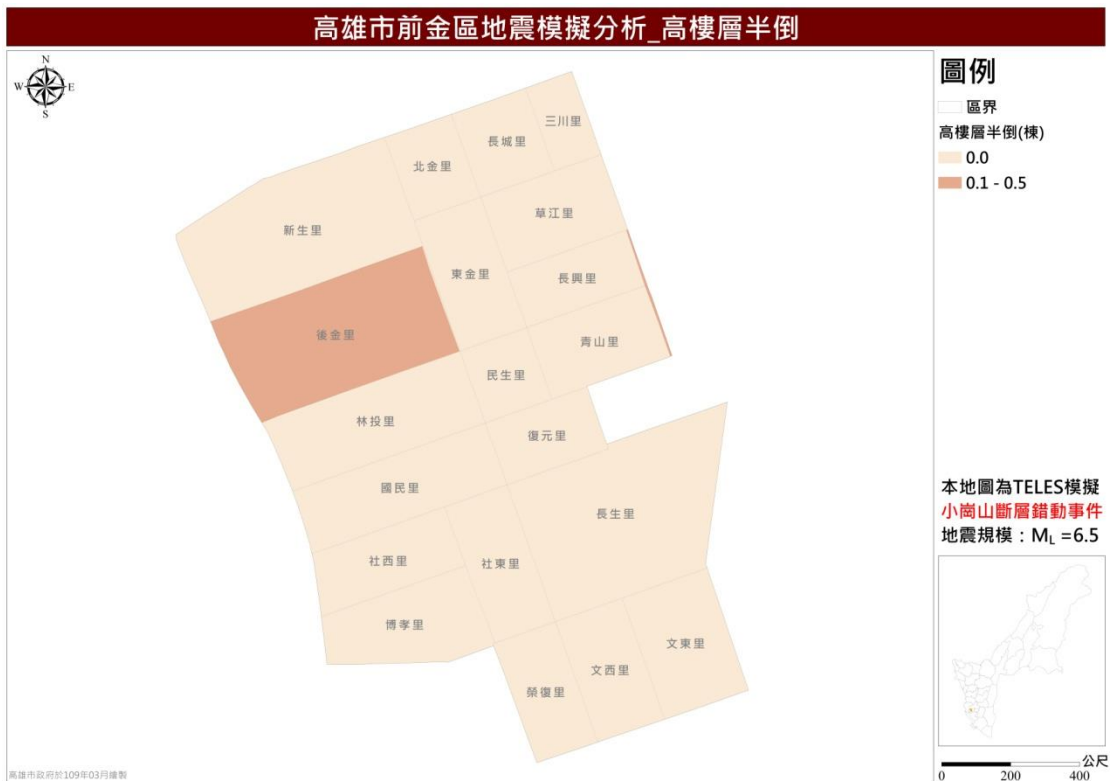 高雄市前金區地震模擬分析_高樓層半倒
N
W
E
S
圖例
區界
高樓層半倒(棟)
0.0
0.1 - 0.5
三川里
長城里
北金里
草江里
新生里
東金里
長興里
後金里
青山里
民生里
林投里
復元里
國民里
長生里
社西里
社東里
博孝里
文東里
文西里
榮復里
本地圖為TELES模擬
小崗山斷層錯動事件
地震規模：ML =6.5
公尺
0 200 400
高雄市政府於109年03月繪製